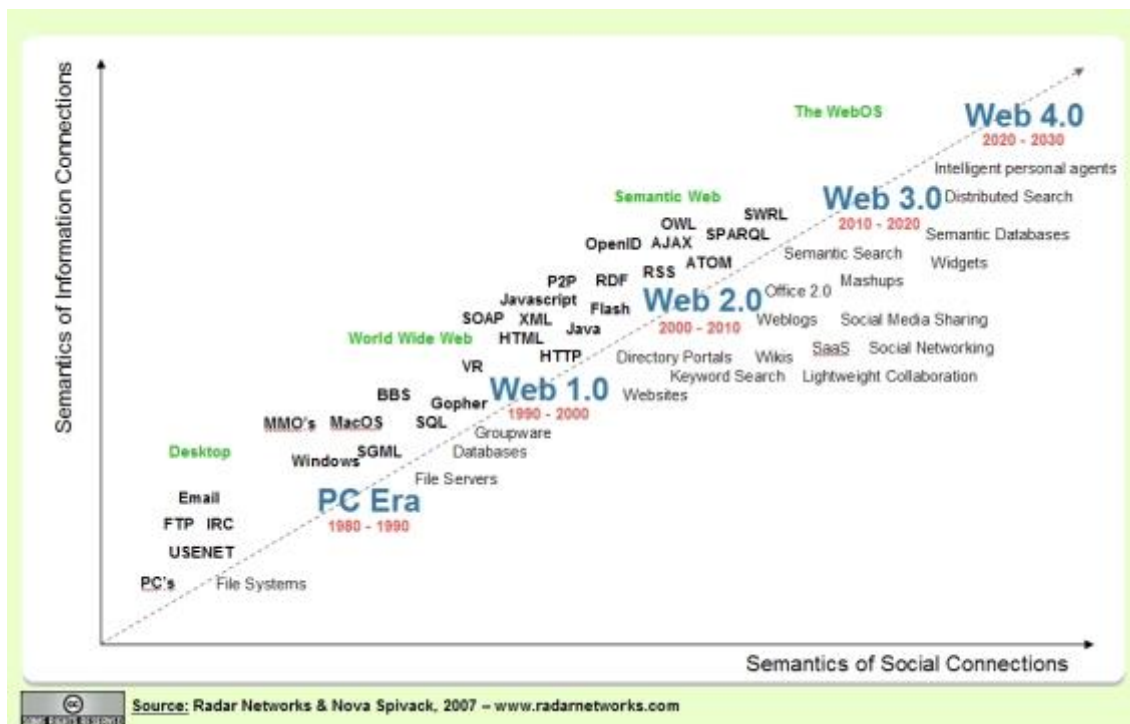 Semantics of Information Connections
The WebOS
Web 4.0
2020 - 2030
Intelligent personal agents
Semantic Web
Web 3.0
Distributed Search
2010 - 2020
SWRL
OWL
SPARQL
Semantic Databases
OpenID
AJAX
Semantic Search
Widgets
ATOM
RSS
P2P
RDF
Mashups
Office 2.0
Javascript
Web 2.0
Flash
2000 - 2010
SOAP
XML
Java
Weblogs
Social Media Sharing
World Wide Web
HTML
HTTP
Directory Portals
Wikis
SaaS
Social Networking
VR
Keyword Search
Lightweight Collaboration
Web 1.0
Websites
BBS
Gopher
1990 - 2000
MMO's
MacOS
SQL
Groupware
Desktop
Windows
SGML
Databases
File Servers
Email
PC Era
FTP
IRC
1980 - 1990
USENET
PC's
File Systems
Semantics of Social Connections
cc
SOME RIGHTS RESERVED
Source: Radar Networks & Nova Spivack, 2007 – www.radarnetworks.com